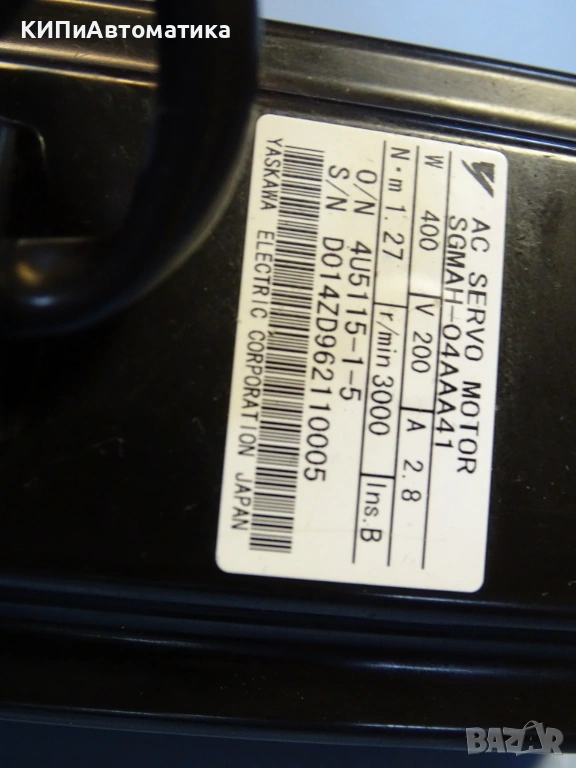 КИПиАвтоматика
AC SERVO MOTOR
SGMAH-04AAA41
W 400 V 200 A 2.8
N·m 1.27 r/min 3000 Ins.B
O/N 4U5115-1-5
S/N D014ZD962110005
YASKAWA ELECTRIC CORPORATION JAPAN
BAZAR